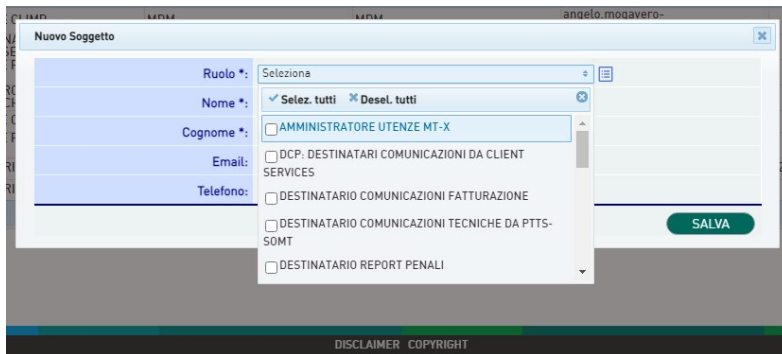 MDM MDM angelo.mogavero-
Nuovo Soggetto
Ruolo *: Seleziona
Nome *: Selez. tutti Desel. tutti
Cognome *: AMMINISTRATORE UTENZE MT-X
Email: DCP: DESTINATARI COMUNICAZIONI DA CLIENT
SERVICES
Telefono: DESTINATARIO COMUNICAZIONI FATTURAZIONE
DESTINATARIO COMUNICAZIONI TECNICHE DA PTTS-
SOMT
SALVA
DESTINATARIO REPORT PENALI
DISCLAIMER COPYRIGHT